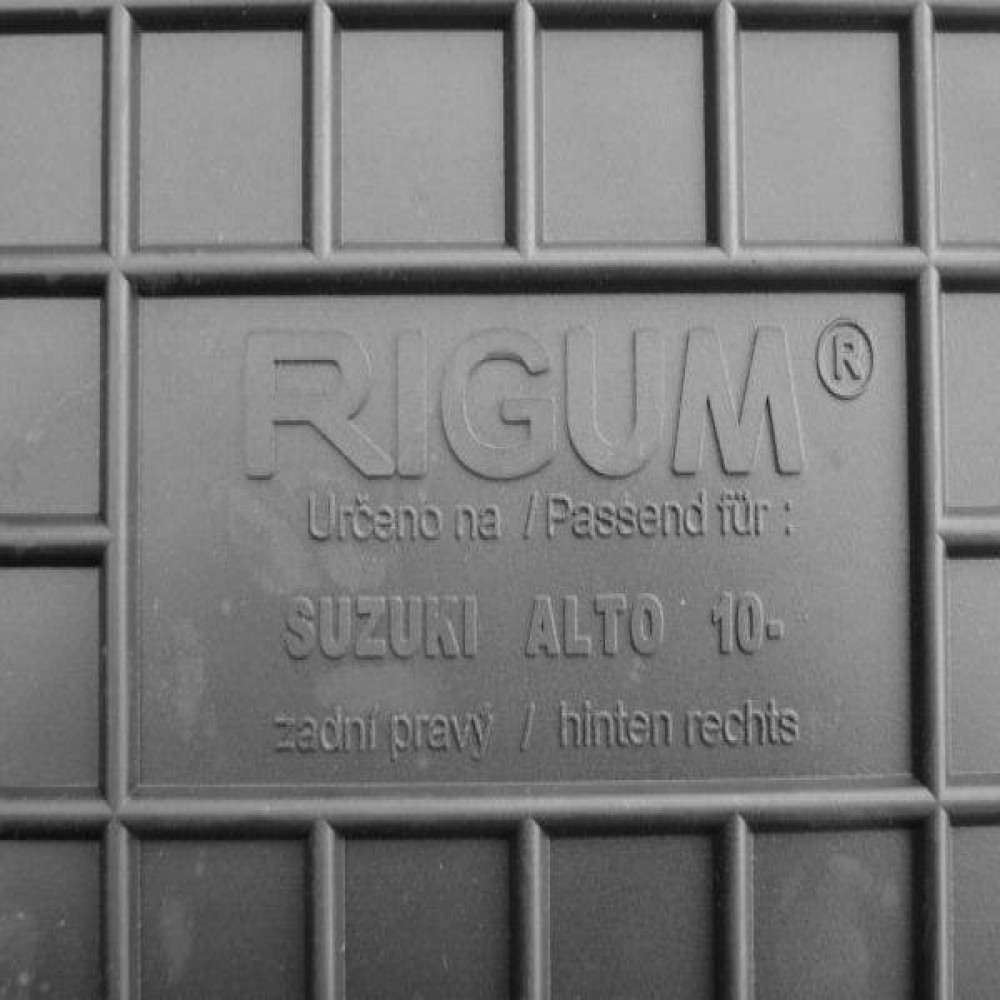 RIGUM®
Určeno na / Passend für :
SUZUKI ALTO 10-
zadní pravý / hinten rechts